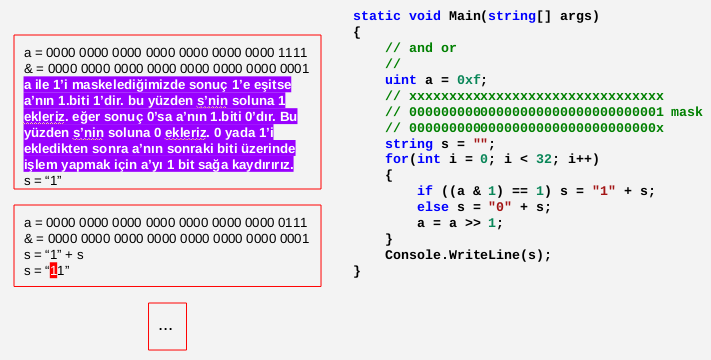 a = 0000 0000 0000 0000 0000 0000 0000 1111
& = 0000 0000 0000 0000 0000 0000 0000 0001
a ile 1’i maskelediğimizde sonuç 1’e eşitse
a’nın 1.biti 1’dir. bu yüzden s’nin soluna 1
ekleriz. eğer sonuç 0’sa a’nın 1.biti 0’dır. Bu
yüzden s’nin soluna 0 ekleriz. 0 yada 1’i
ekledikten sonra a’nın sonraki biti üzerinde
işlem yapmak için a’yı 1 bit sağa kaydırırız.
s = “1”
a = 0000 0000 0000 0000 0000 0000 0000 0111
& = 0000 0000 0000 0000 0000 0000 0000 0001
s = “1” + s
s = “11”
...
static void Main(string[] args)
{
    // and or
    //
    uint a = 0xf;
    // xxxxxxxxxxxxxxxxxxxxxxxxxxxxxxxx
    // 00000000000000000000000000000001 mask
    // 0000000000000000000000000000000x
    string s = "";
    for(int i = 0; i < 32; i++)
    {
        if ((a & 1) == 1) s = "1" + s;
        else s = "0" + s;
        a = a >> 1;
    }
    Console.WriteLine(s);
}